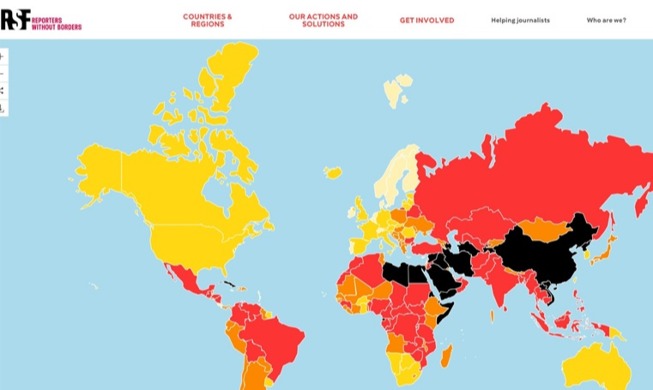 RSF REPORTERS
WITHOUT BORDERS
COUNTRIES &
REGIONS
OUR ACTIONS AND
SOLUTIONS
GET INVOLVED
Helping journalists
Who are we?